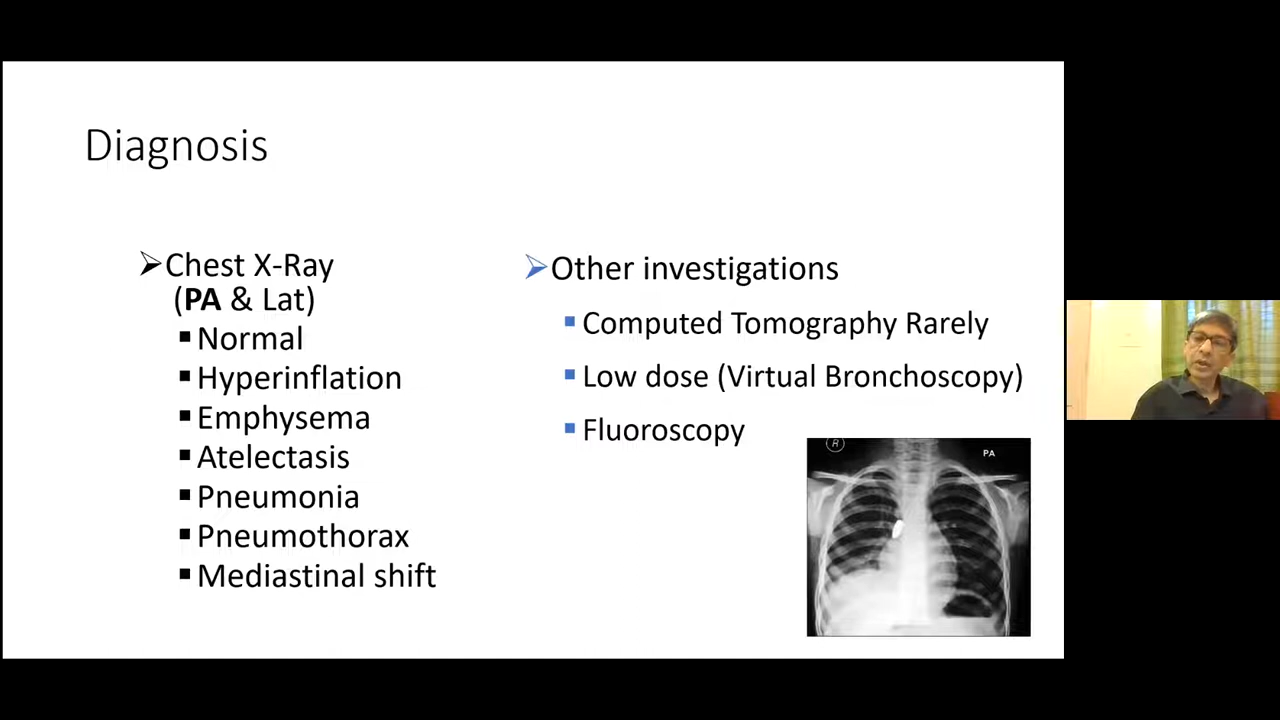 Diagnosis
Chest X-Ray
(PA & Lat)
Normal
Hyperinflation
Emphysema
Atelectasis
Pneumonia
Pneumothorax
Mediastinal shift
Other investigations
Computed Tomography Rarely
Low dose (Virtual Bronchoscopy)
Fluoroscopy
R
PA